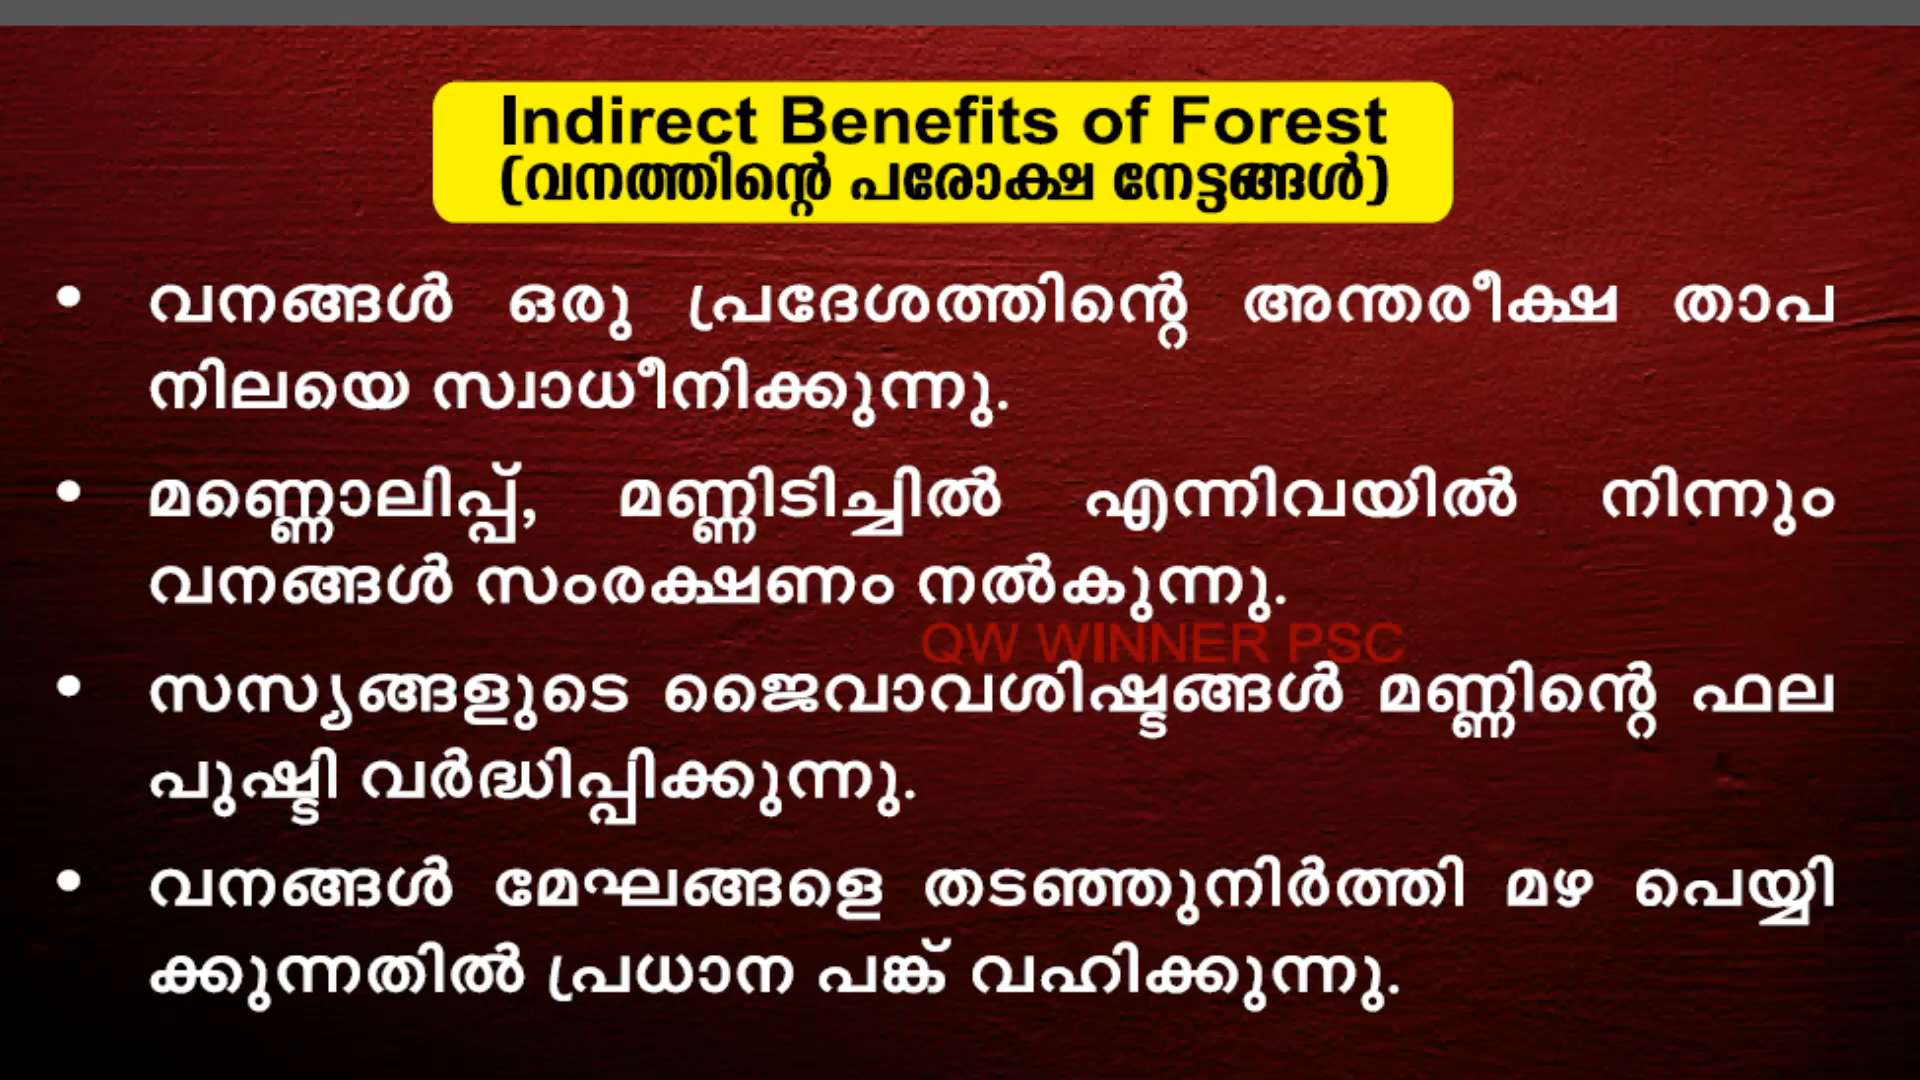 Indirect Benefits of Forest
(വനത്തിന്റെ പരോക്ഷ നേട്ടങ്ങൾ)
• വനങ്ങൾ ഒരു പ്രദേശത്തിന്റെ അന്തരീക്ഷ താപ
നിലയെ സ്വാധീനിക്കുന്നു.
• മണ്ണൊലിപ്പ്, മണ്ണിടിച്ചിൽ എന്നിവയിൽ നിന്നും
വനങ്ങൾ സംരക്ഷണം നൽകുന്നു.
QW WINNER PSC
• സസ്യങ്ങളുടെ ജൈവാവശിഷ്ടങ്ങൾ മണ്ണിന്റെ ഫല
പുഷ്ടി വർദ്ധിപ്പിക്കുന്നു.
• വനങ്ങൾ മേഘങ്ങളെ തടഞ്ഞുനിർത്തി മഴ പെയ്യി
ക്കുന്നതിൽ പ്രധാന പങ്ക് വഹിക്കുന്നു.